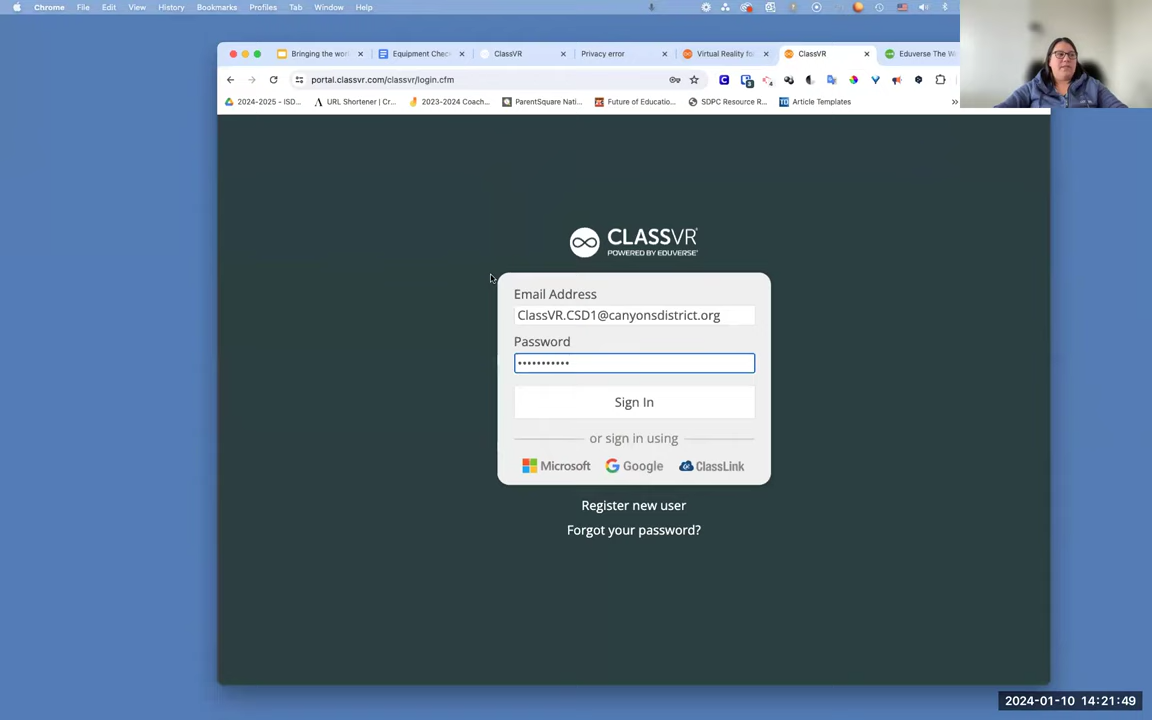 Chrome File Edit View History Bookmarks Profiles Tab Window Help
Bringing the wor Equipment Chec ClassVR Privacy error Virtual Reality fo ClassVR Eduverse The W
portal.classvr.com/classvr/login.cfm
2024-2025 - ISD... URL Shortener | Cr... 2023-2024 Coach... ParentSquare Nati... Future of Educatio... SDPC Resource R... Article Templates
CLASSVR
POWERED BY EDUVERSE
Email Address
ClassVR.CSD1@canyonsdistrict.org
Password
Sign In
or sign in using
Microsoft Google ClassLink
Register new user
Forgot your password?
2024-01-10 14:21:49